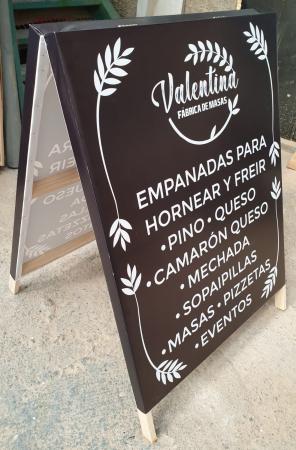 Valentina
FÁBRICA DE MASAS
EMPANADAS PARA
HORNEAR Y FREIR
• PINO • QUESO
• CAMARÓN QUESO
• MECHADA
• SOPAIPILLAS
• MASAS • PIZZETAS
• EVENTOS